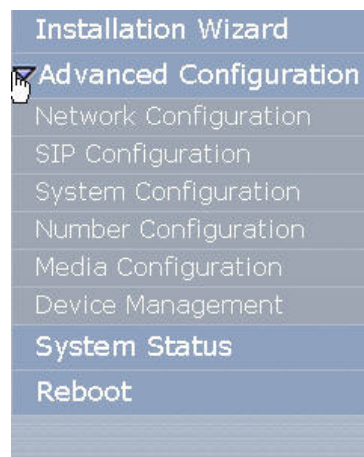 Installation Wizard
Advanced Configuration
Network Configuration
SIP Configuration
System Configuration
Number Configuration
Media Configuration
Device Management
System Status
Reboot